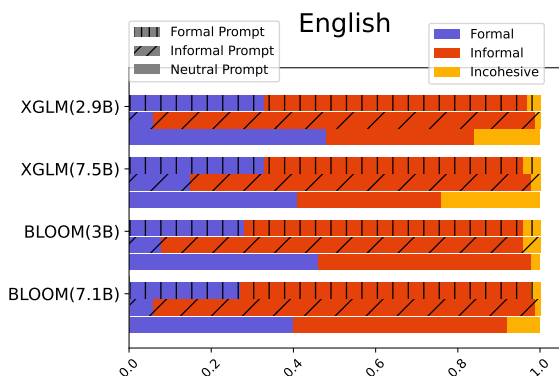 English
Formal Prompt
Informal Prompt
Neutral Prompt
Formal
Informal
Incohesive
XGLM(2.9B)
XGLM(7.5B)
BLOOM(3B)
BLOOM(7.1B)
0.0 0.2 0.4 0.6 0.8 1.0